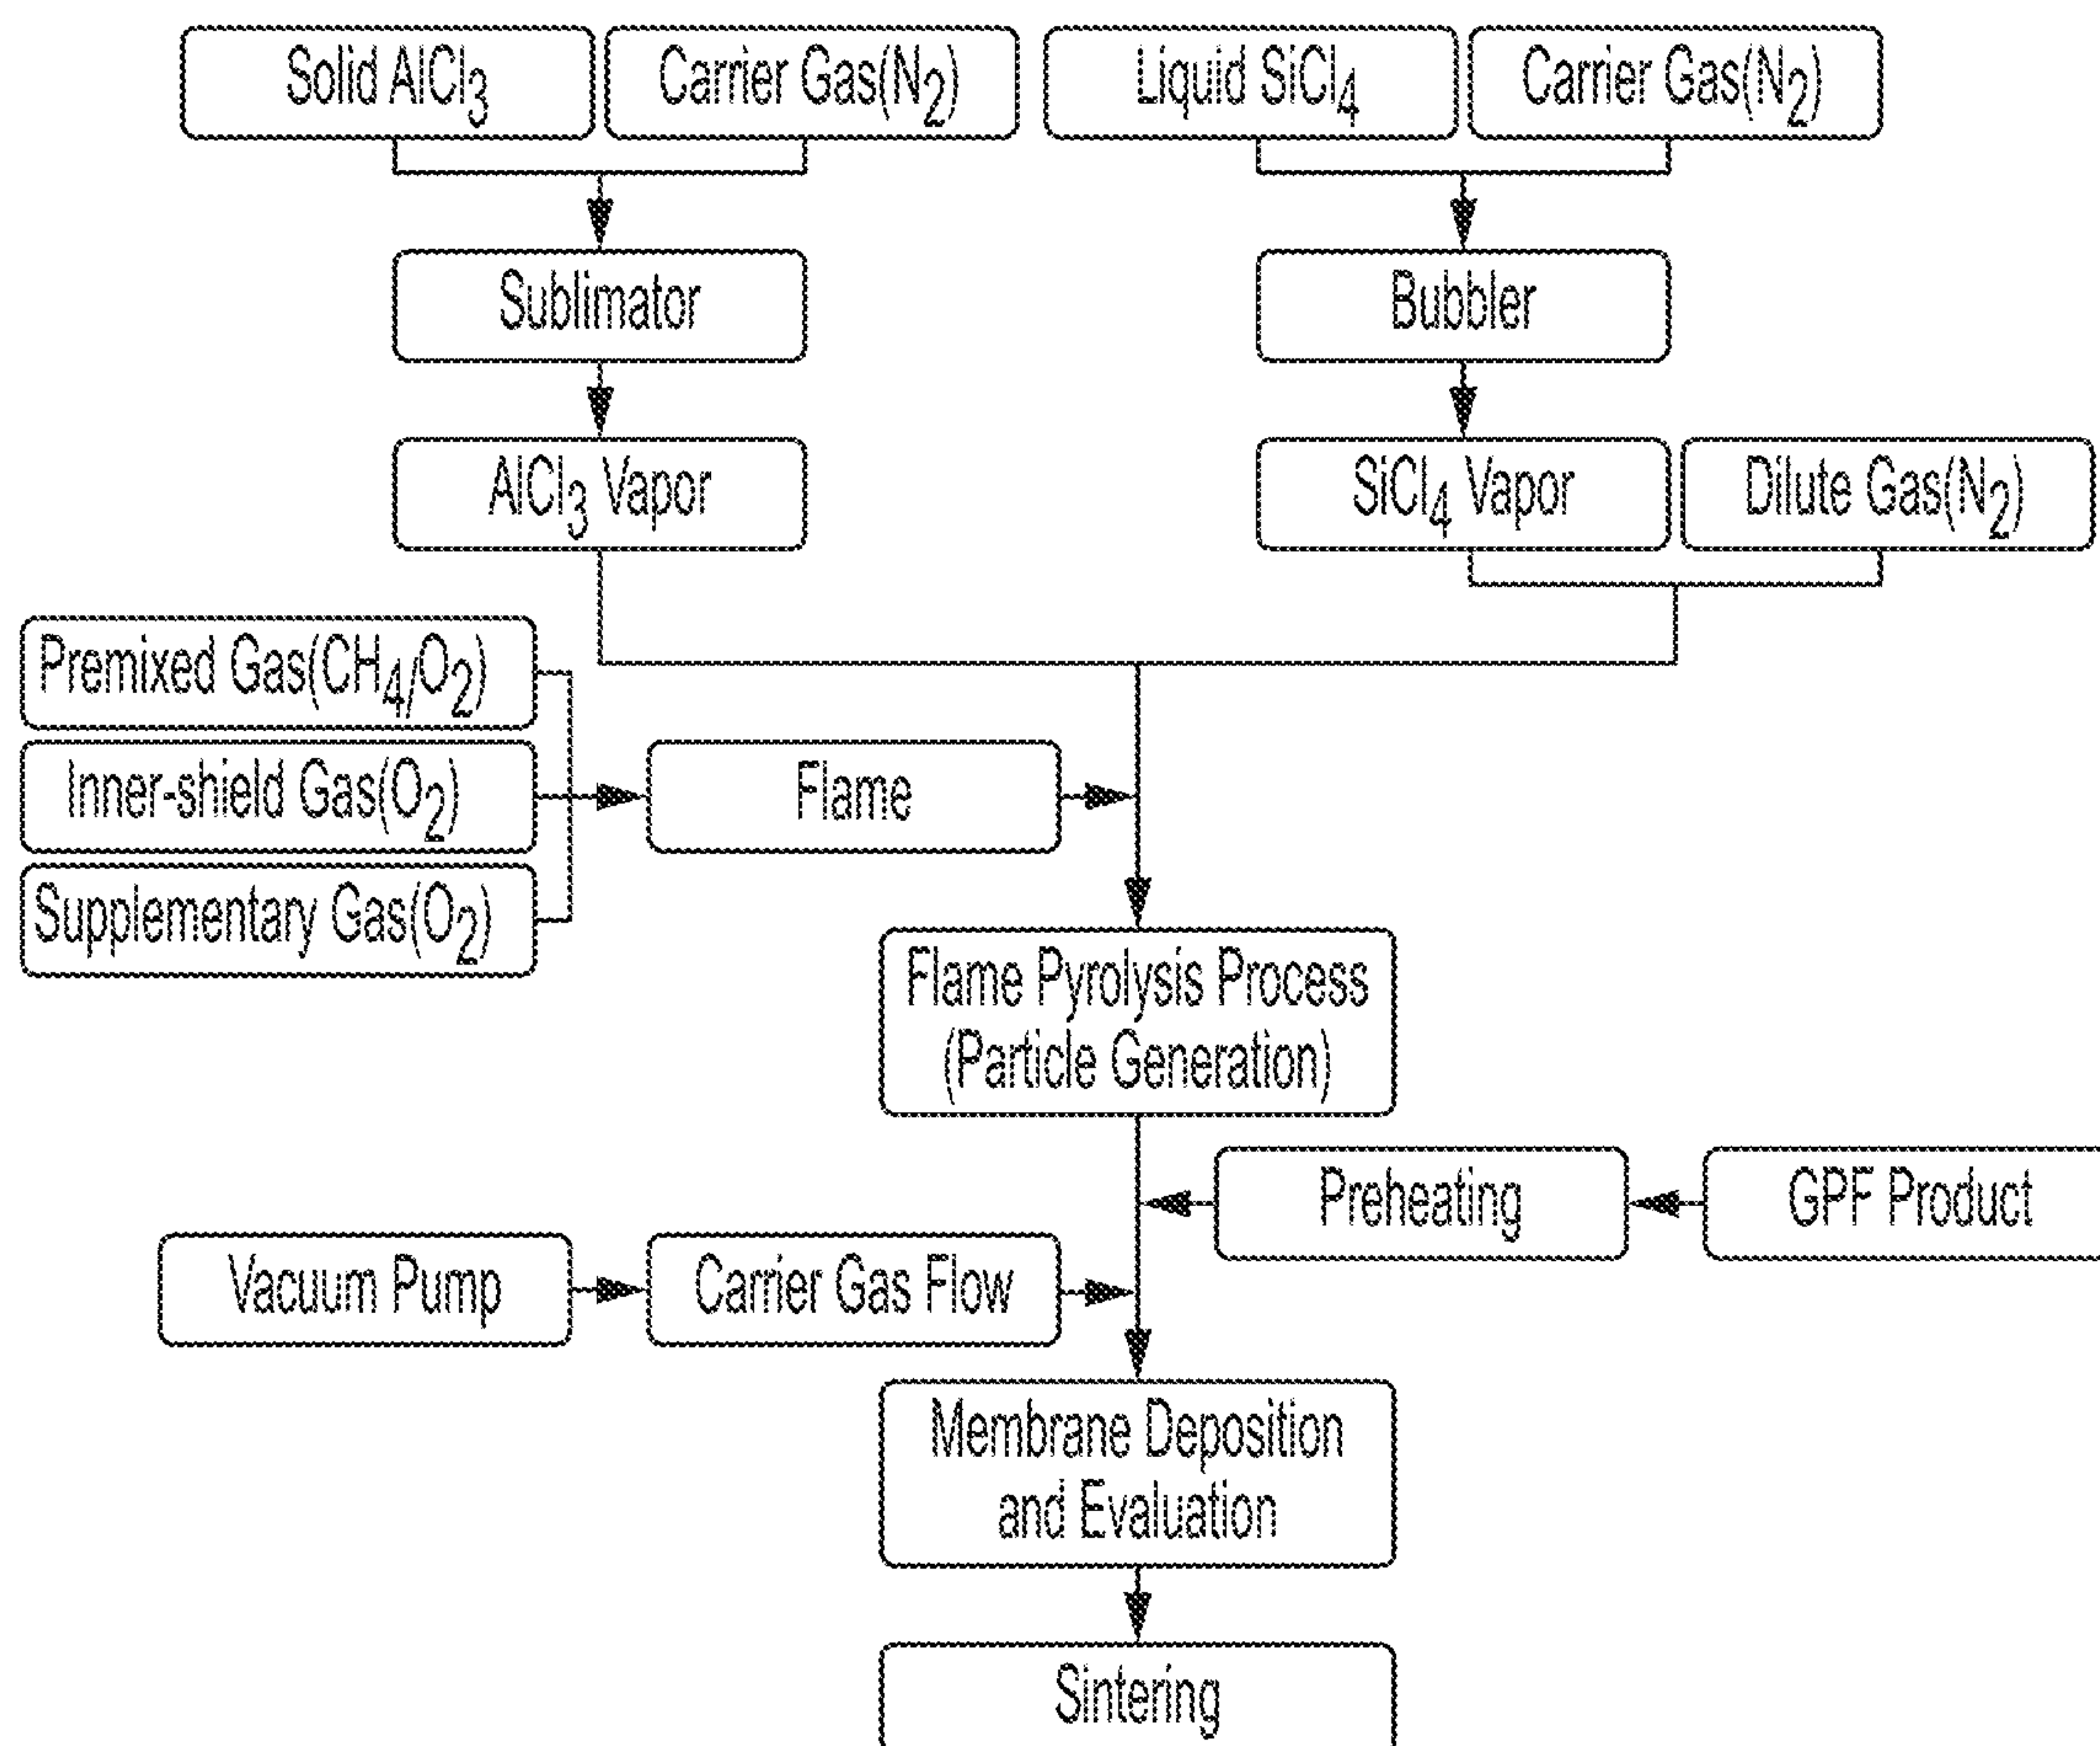 Solid AlCl3
Carrier Gas(N2)
Liquid SiCl4
Carrier Gas(N2)
Sublimator
Bubbler
AlCl3 Vapor
SiCl4 Vapor
Dilute Gas(N2)
Premixed Gas(CH4/O2)
Inner-shield Gas(O2)
Supplementary Gas(O2)
Flame
Flame Pyrolysis Process
(Particle Generation)
Preheating
GPF Product
Vacuum Pump
Carrier Gas Flow
Membrane Deposition
and Evaluation
Sintering